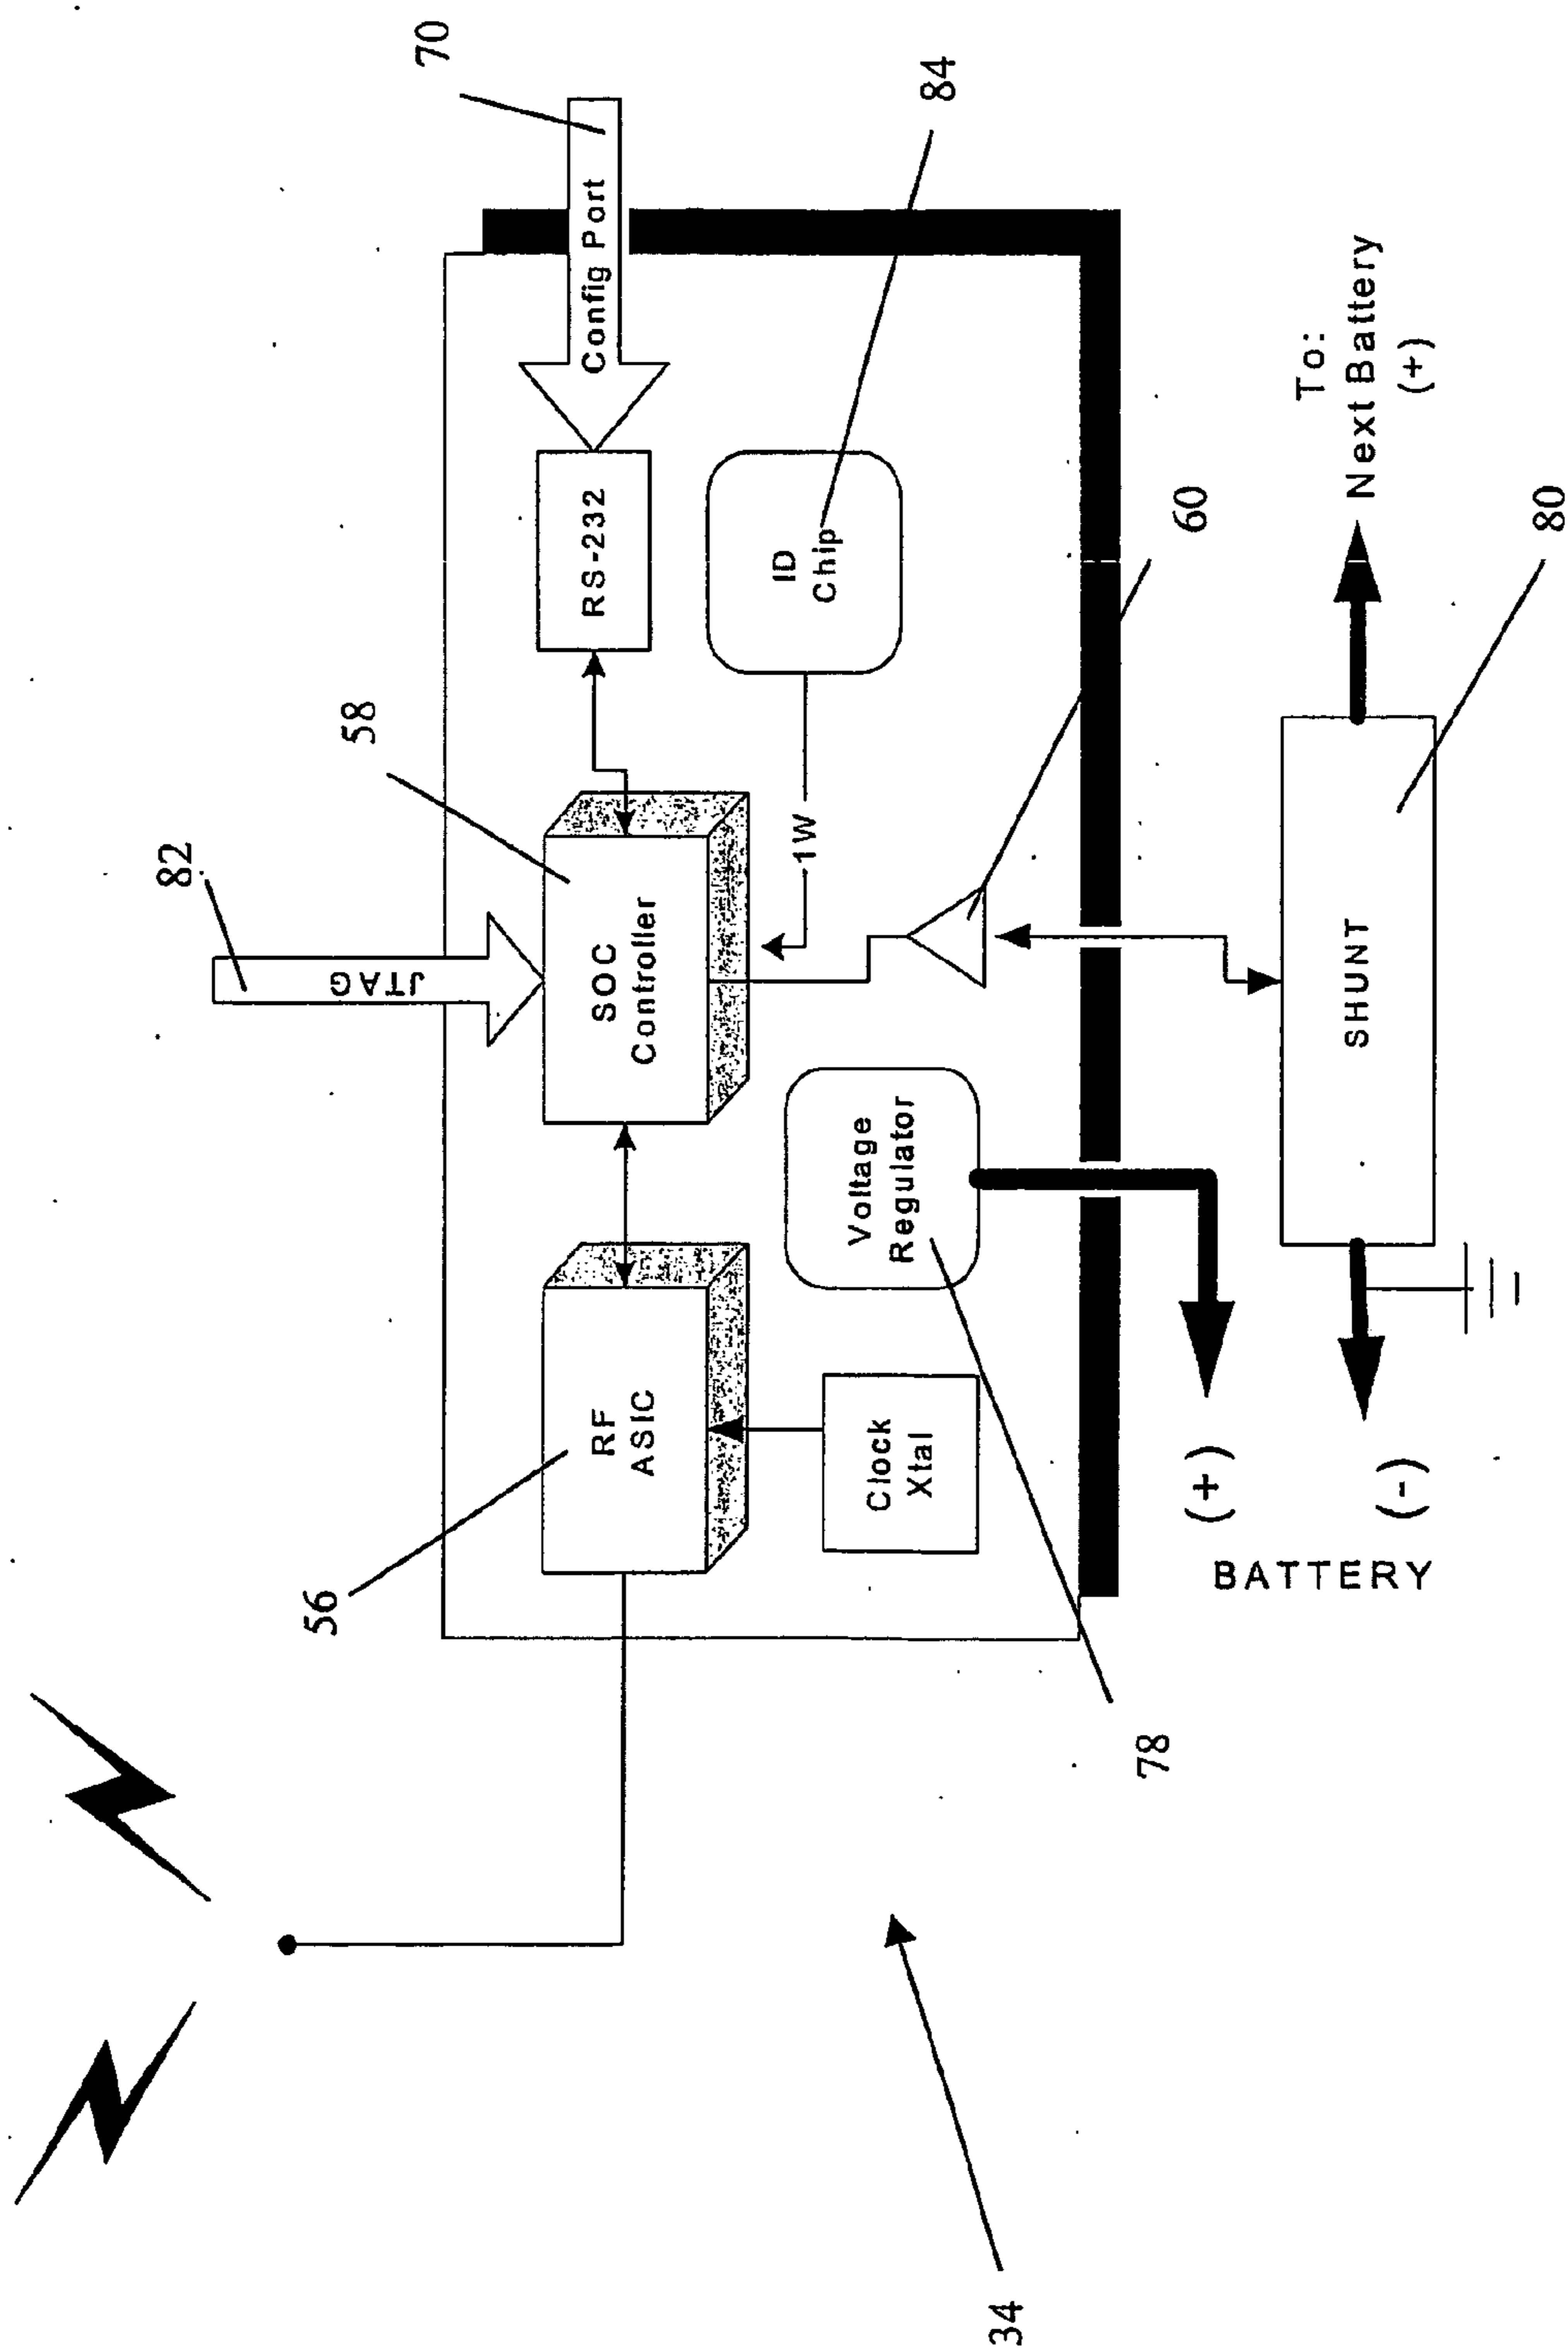 82
58
70
JTAG
Config Port
56
RF
ASIC
SOC
Controller
RS-232
ID
Chip
84
1W
Clock
Xtal
Voltage
Regulator
60
34
78
BATTERY
(+)
(-)
SHUNT
To:
Next Battery
(+)
80